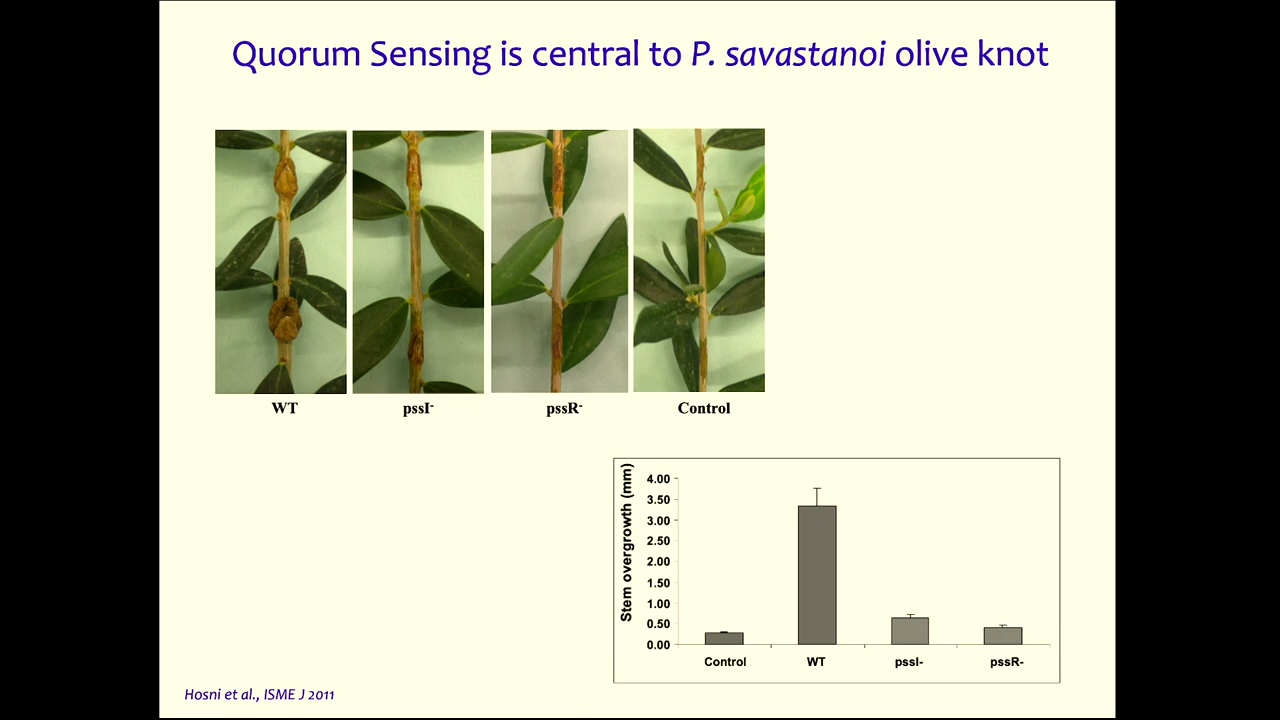 Quorum Sensing is central to P. savastanoi olive knot
WT
pssI-
pssR-
Control
Stem overgrowth (mm)
4.00
3.50
3.00
2.50
2.00
1.50
1.00
0.50
0.00
Control
WT
pssI-
pssR-
Hosni et al., ISME J 2011